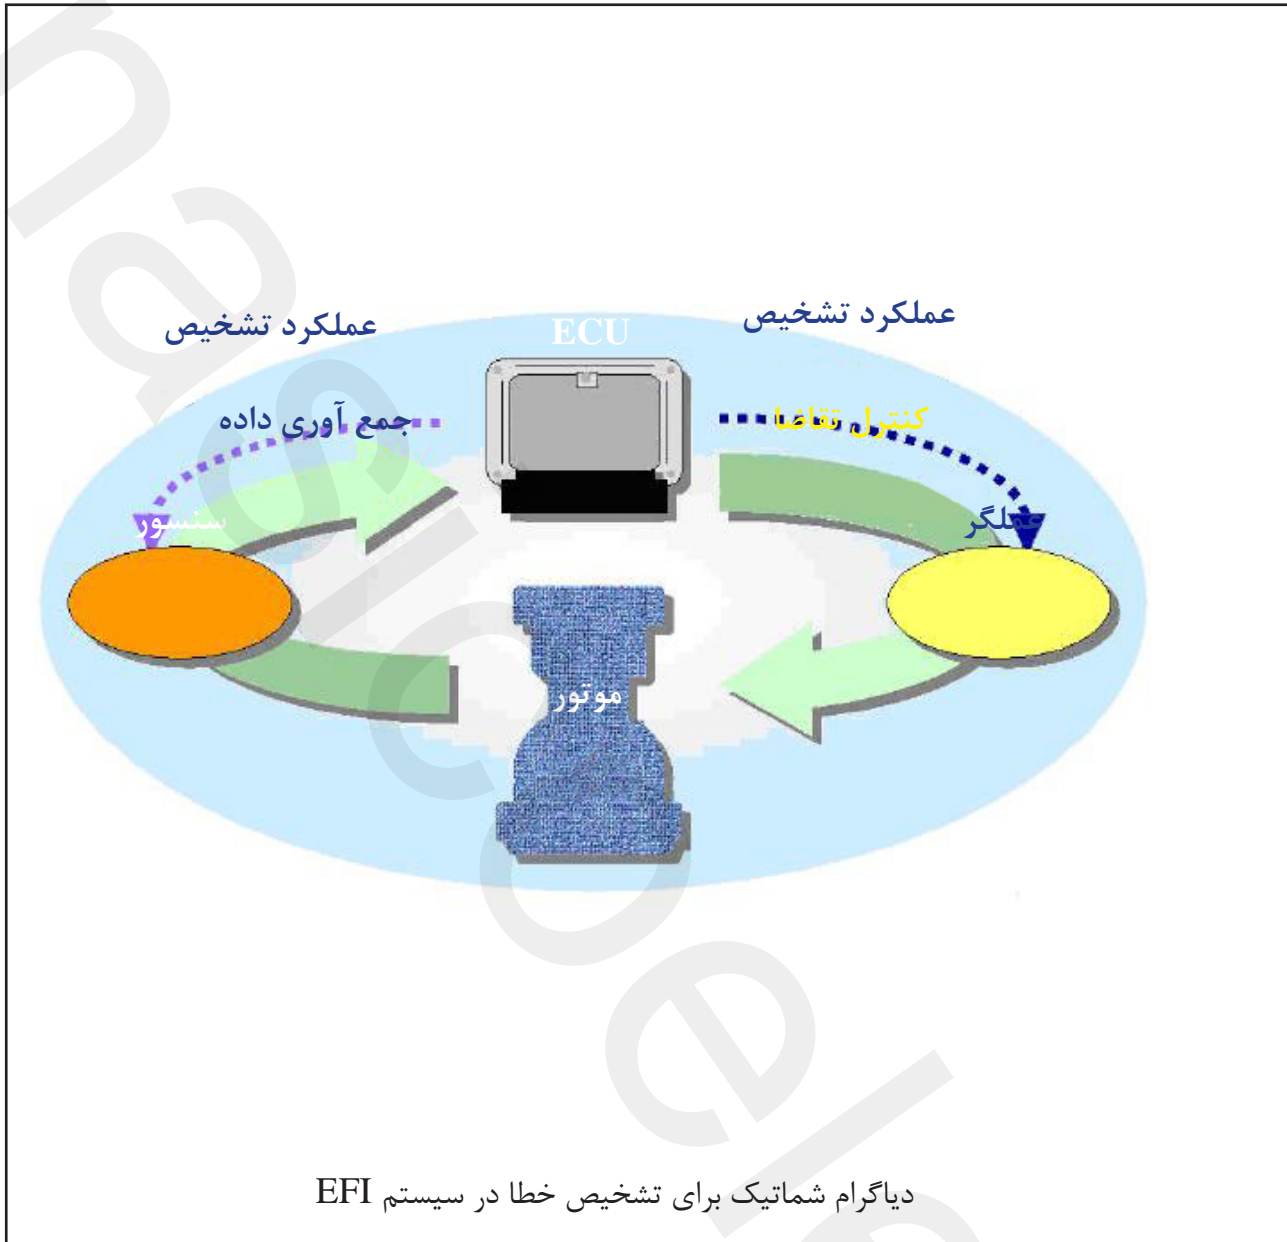 عملکرد تشخیص
عملکرد تشخیص
ECU
کنترل تقاضا
جمع آوری داده
عملگر
سنسور
موتور
دیاگرام شماتیک برای تشخیص خطا در سیستم EFI